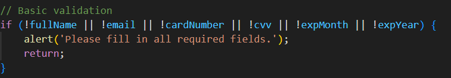 // Basic validation
if (!fullName || !email || !cardNumber || !cvv || !expMonth || !expYear) {
    alert('Please fill in all required fields.');
    return;
}